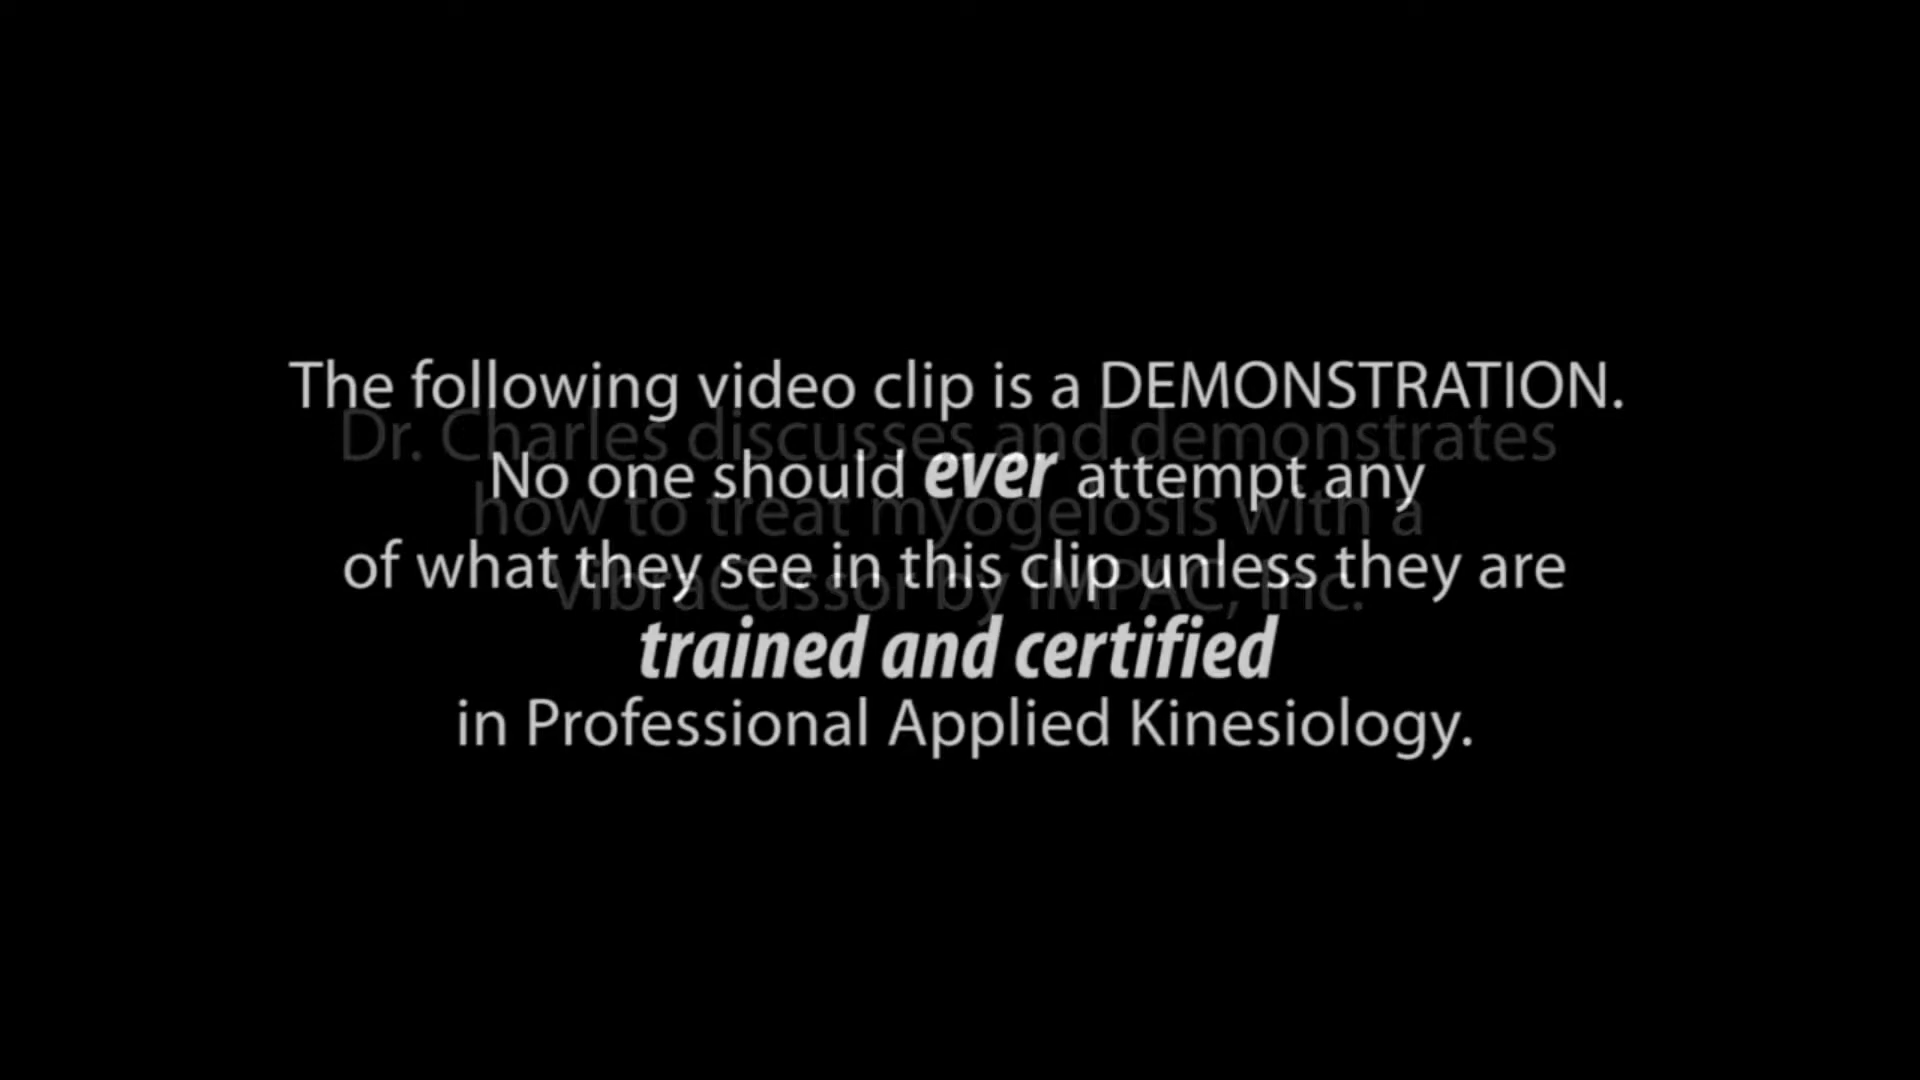 The following video clip is a DEMONSTRATION.
Dr. Charles discusses and demonstrates
No one should ever attempt any
how to treat myogelosis with a
of what they see in this clip unless they are
VibraCussor by IMPAC, Inc.
trained and certified
in Professional Applied Kinesiology.